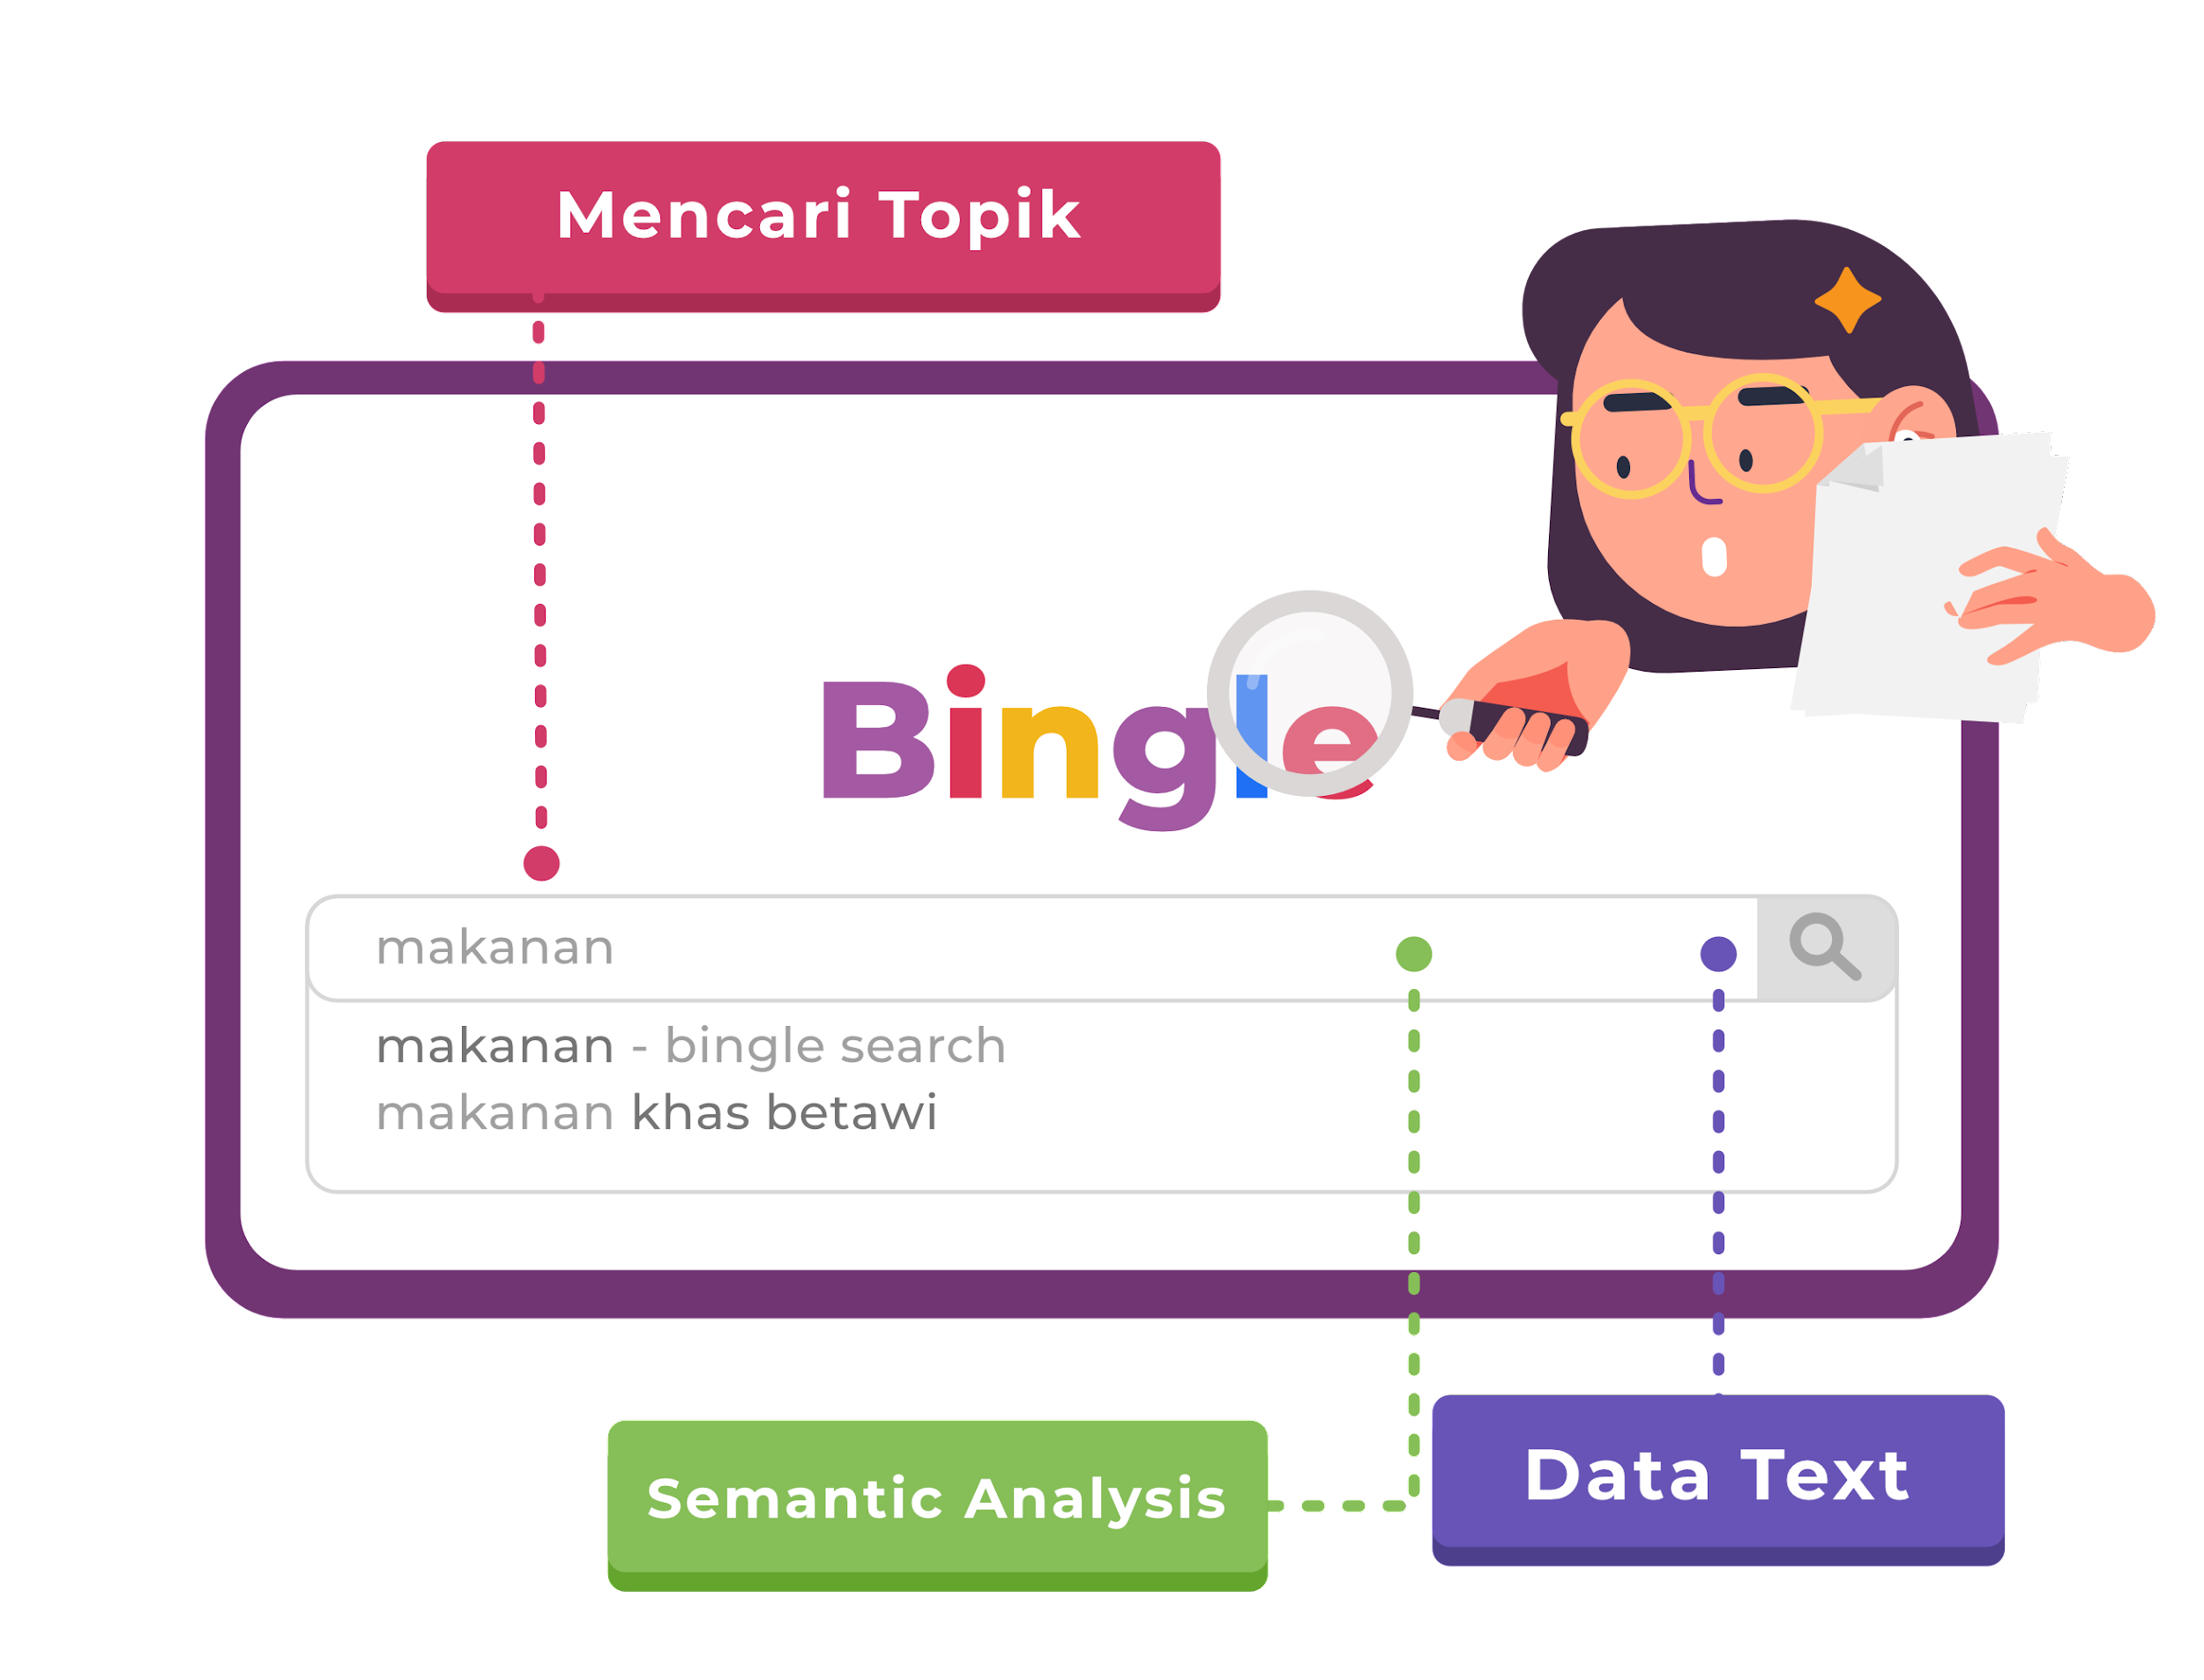 Mencari Topik
Bingle
makanan
makanan - bingle search
makanan khas betawi
Semantic Analysis
Data Text